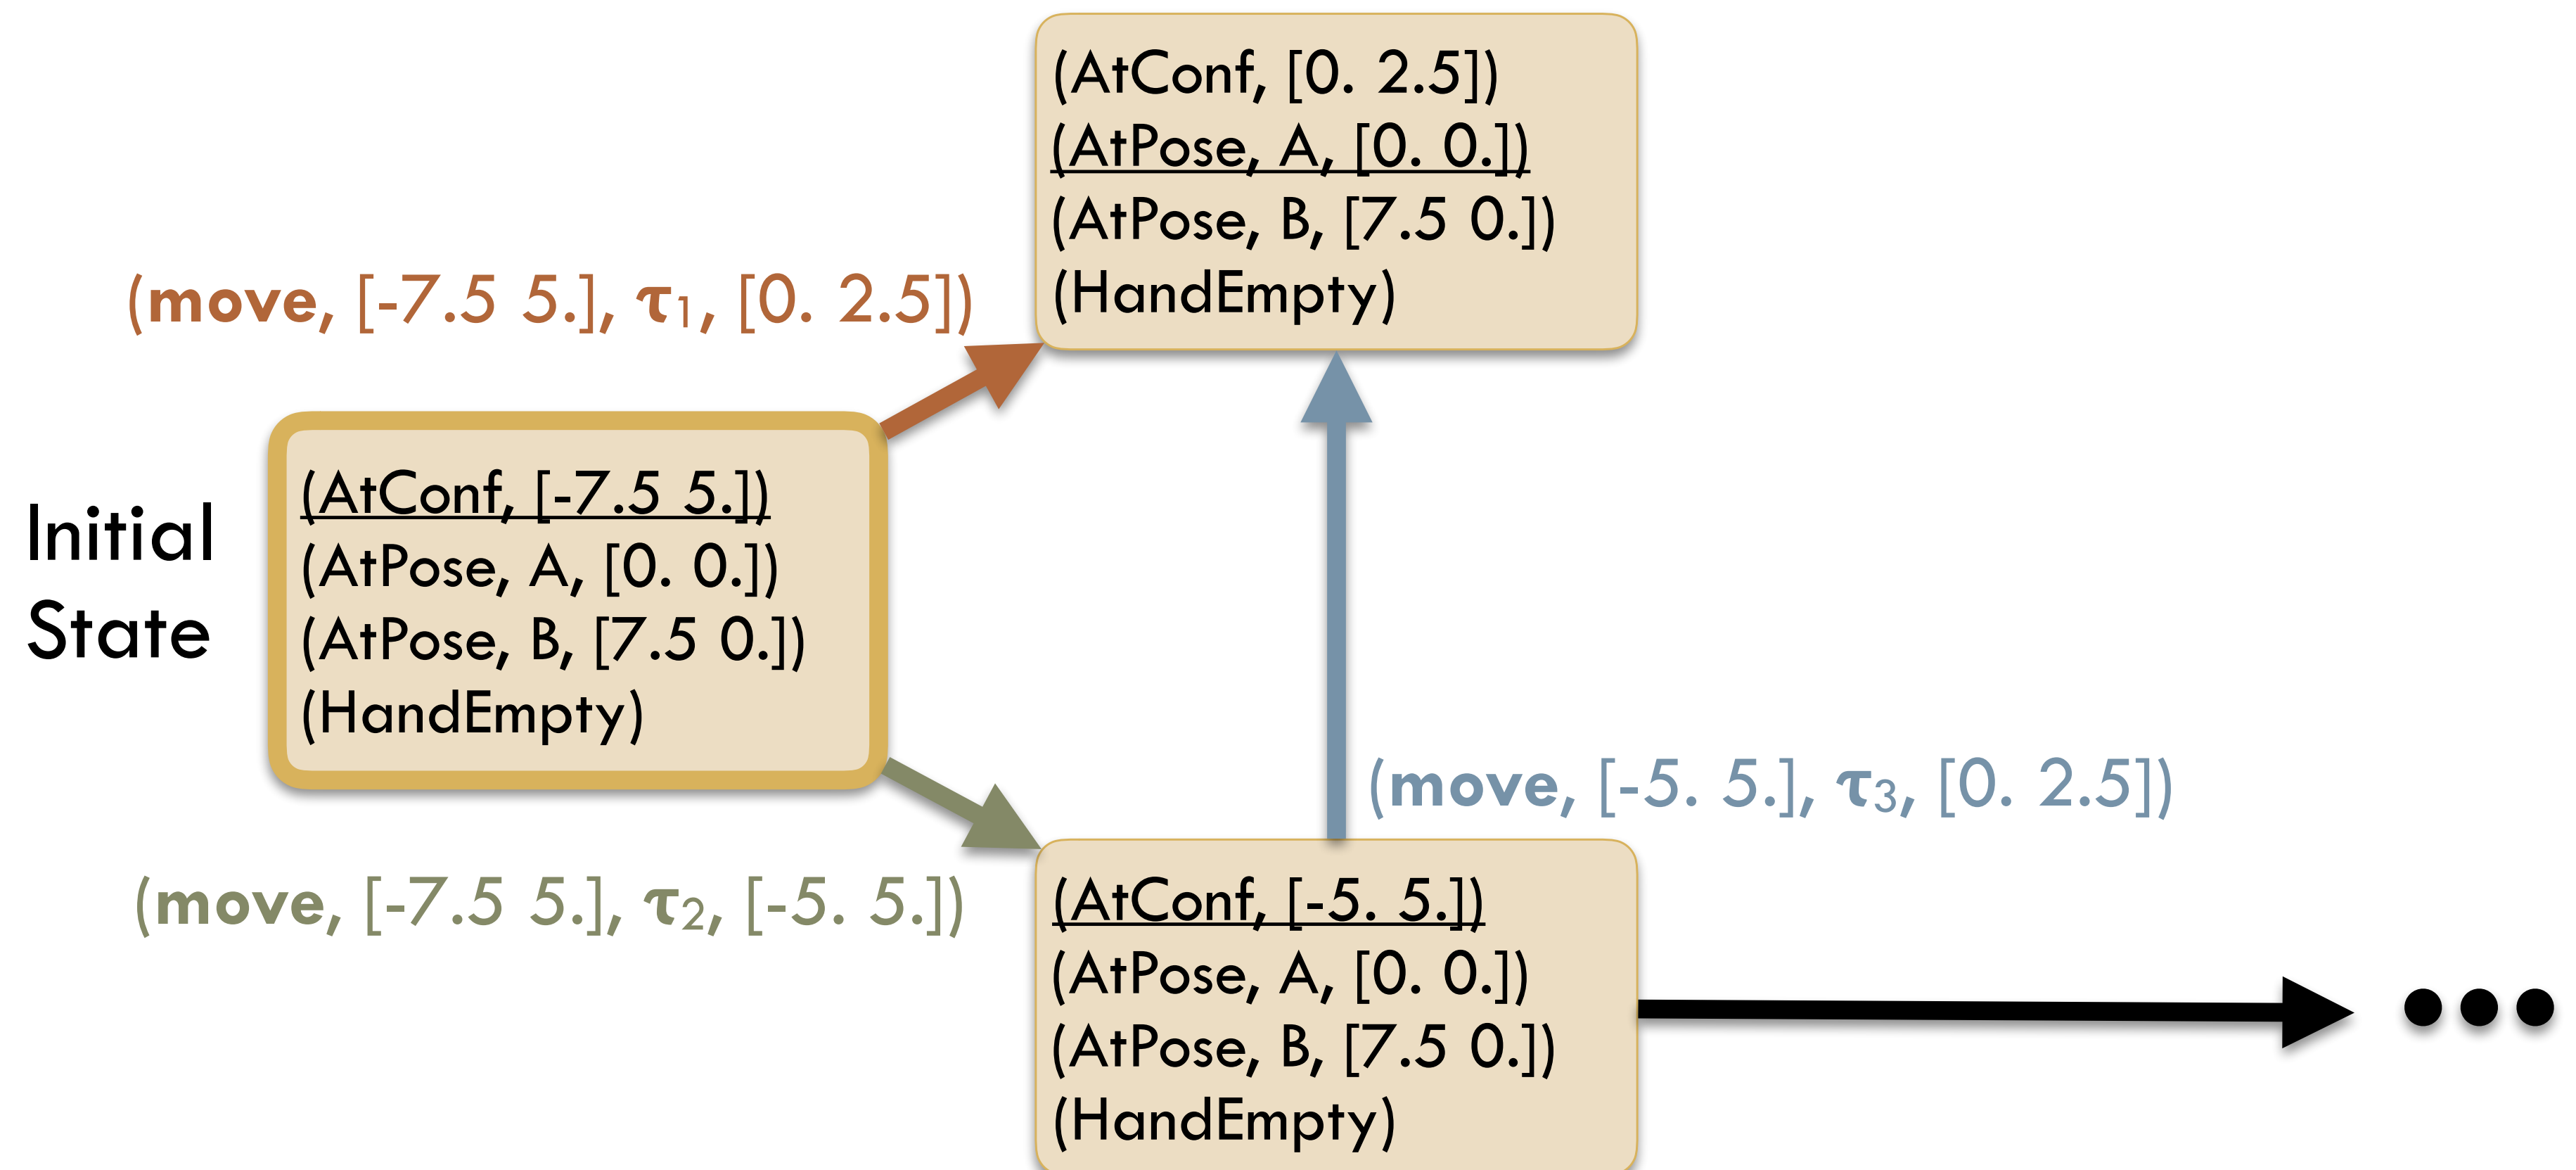 (AtConf, [0. 2.5])
(AtPose, A, [0. 0.])
(AtPose, B, [7.5 0.])
(HandEmpty)
(move, [-7.5 5.], τ₁, [0. 2.5])
Initial
State
(AtConf, [-7.5 5.])
(AtPose, A, [0. 0.])
(AtPose, B, [7.5 0.])
(HandEmpty)
(move, [-5. 5.], τ₃, [0. 2.5])
(move, [-7.5 5.], τ₂, [-5. 5.])
(AtConf, [-5. 5.])
(AtPose, A, [0. 0.])
(AtPose, B, [7.5 0.])
(HandEmpty)